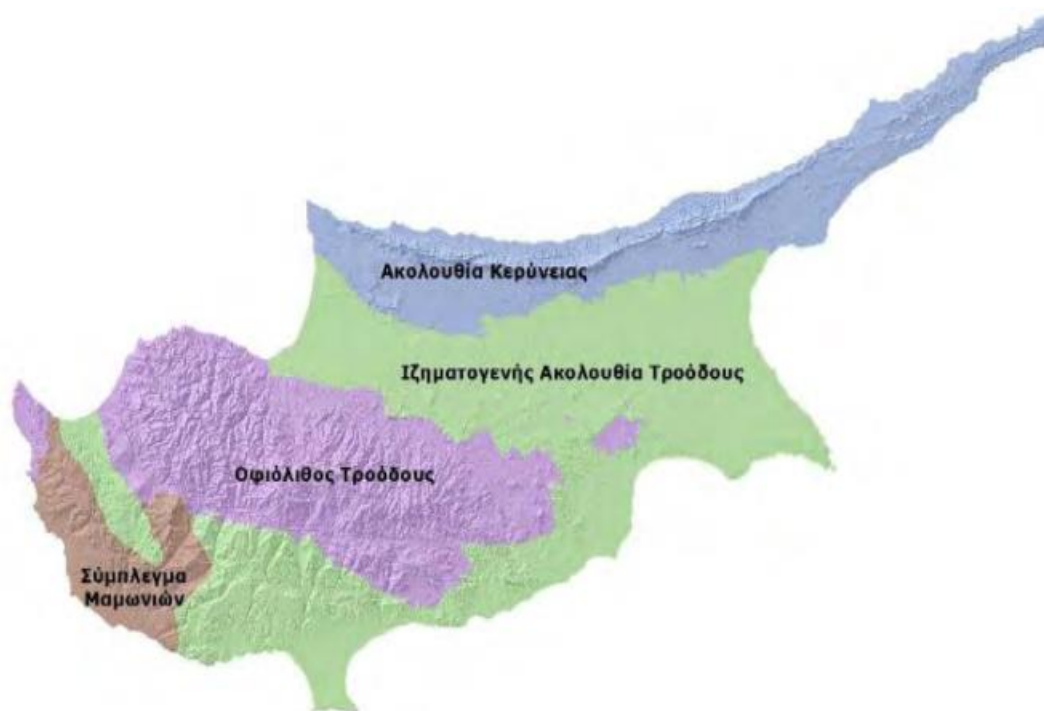 Ακολουθία Κερύνειας
Ιζηματογενής Ακολουθία Τροόδους
Οφιόλιθος Τροόδους
Σύμπλεγμα
Μαμωνιών